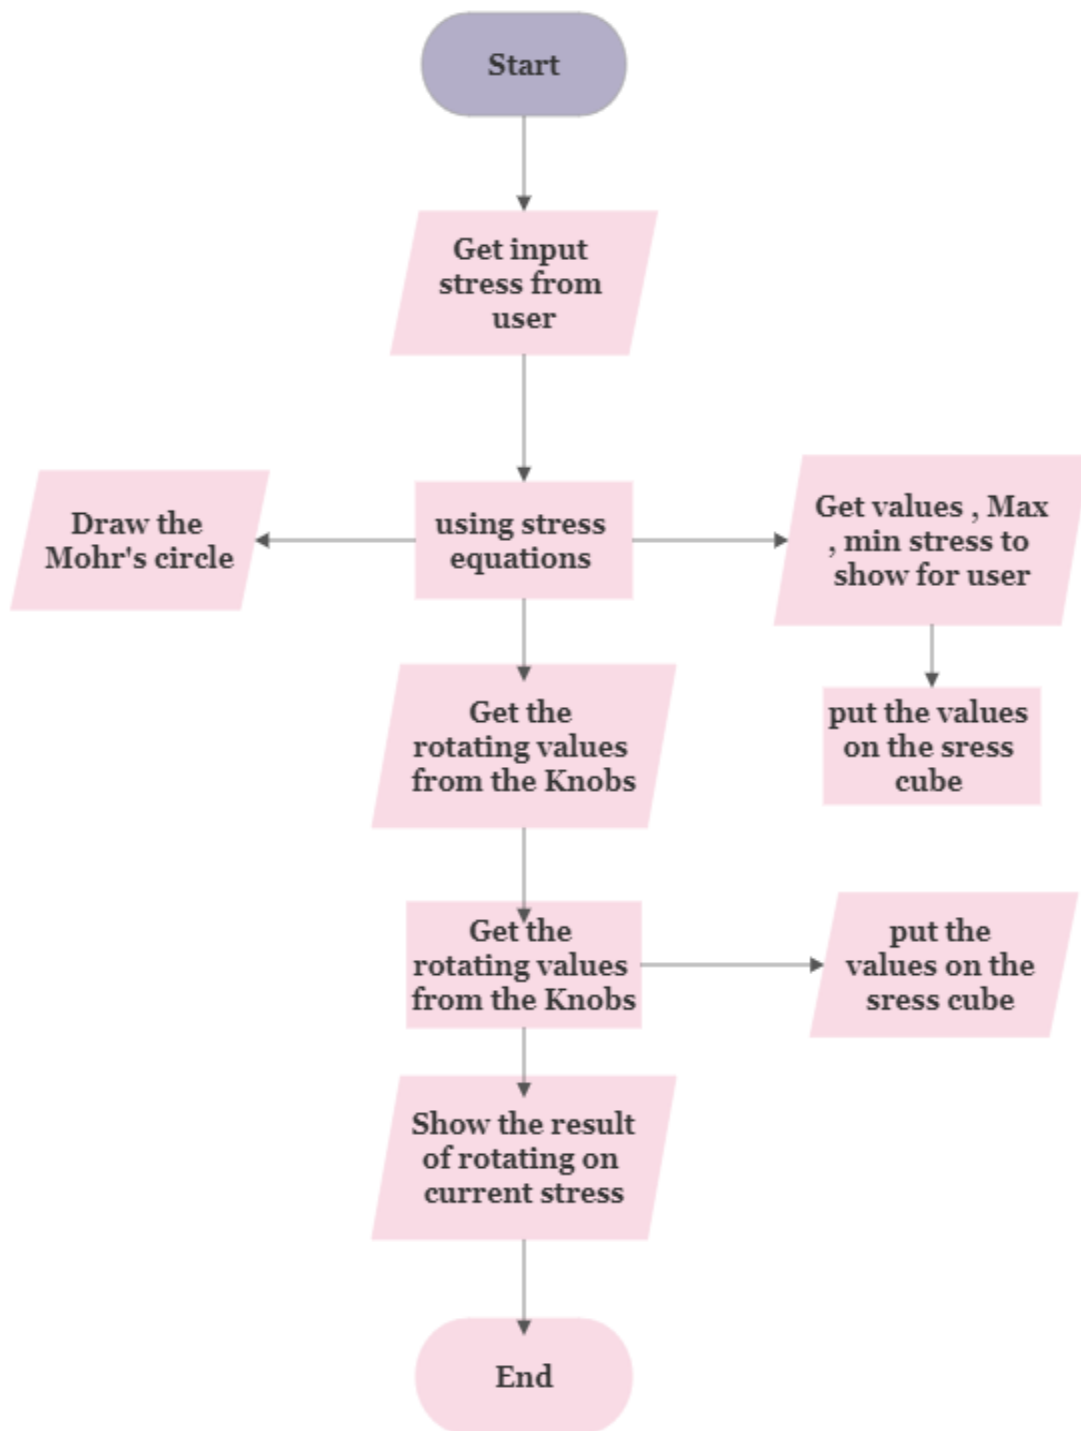 Start
Get input
stress from
user
Draw the
Mohr's circle
using stress
equations
Get values , Max
, min stress to
show for user
Get the
rotating values
from the Knobs
put the values
on the sress
cube
Get the
rotating values
from the Knobs
put the
values on the
sress cube
Show the result
of rotating on
current stress
End